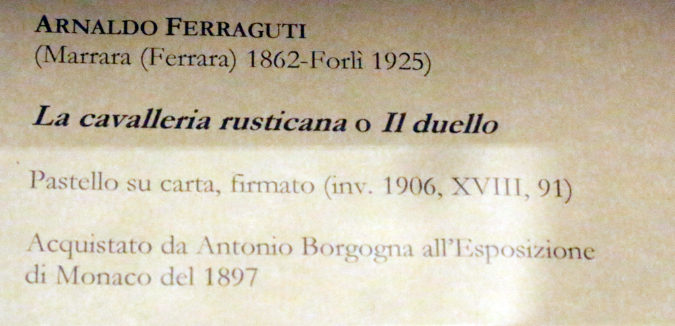 ARNALDO FERRAGUTI
(Marrara (Ferrara) 1862-Forlì 1925)
La cavalleria rusticana o Il duello
Pastello su carta, firmato (inv. 1906, XVIII, 91)
Acquistato da Antonio Borgogna all'Esposizione
di Monaco del 1897